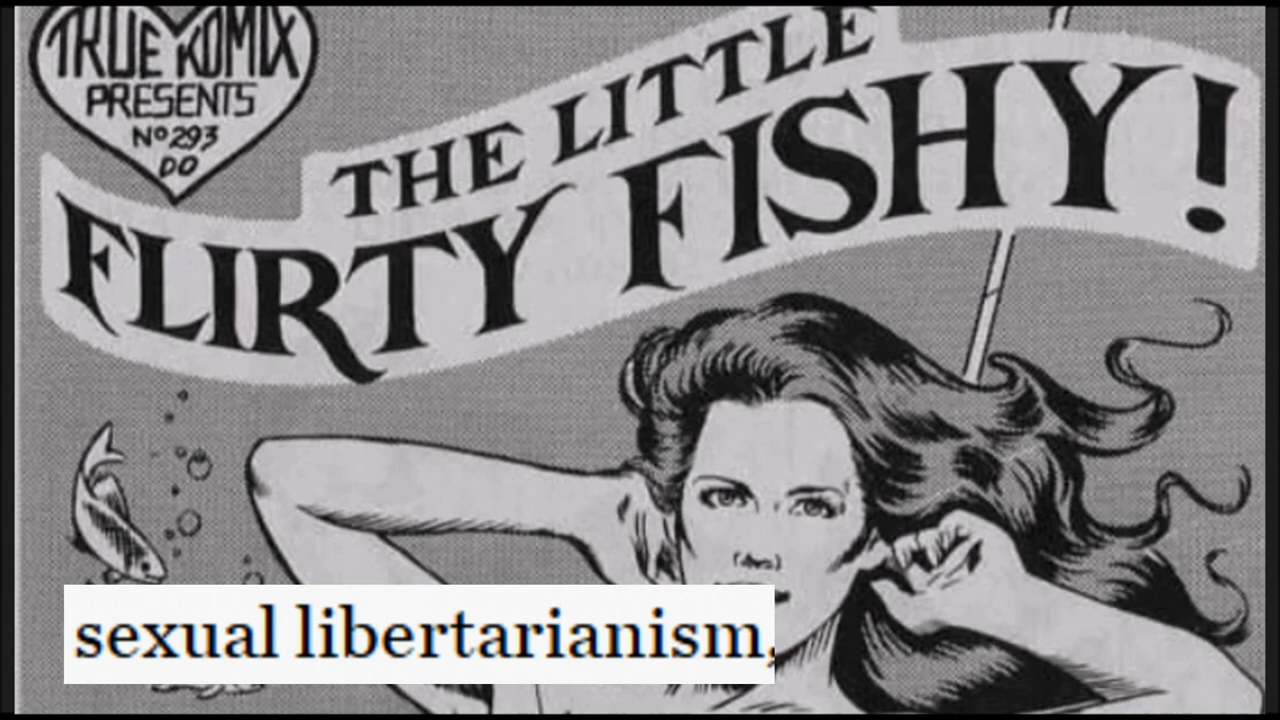 TRUE KOMIX
PRESENTS
Nº293
DO
THE LITTLE
FLIRTY FISHY!
sexual libertarianism,